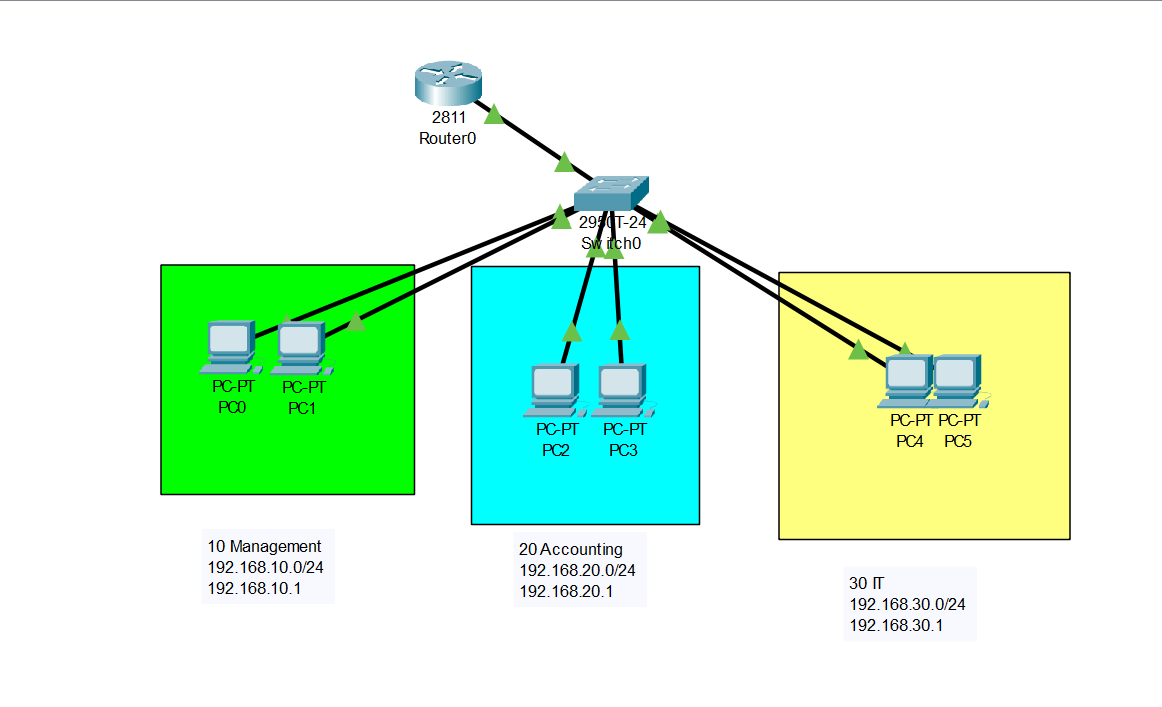 2811
Router0
2950T-24
Switch0
PC-PT
PC0
PC-PT
PC1
PC-PT
PC2
PC-PT
PC3
PC-PT
PC4
PC-PT
PC5
10 Management
192.168.10.0/24
192.168.10.1
20 Accounting
192.168.20.0/24
192.168.20.1
30 IT
192.168.30.0/24
192.168.30.1